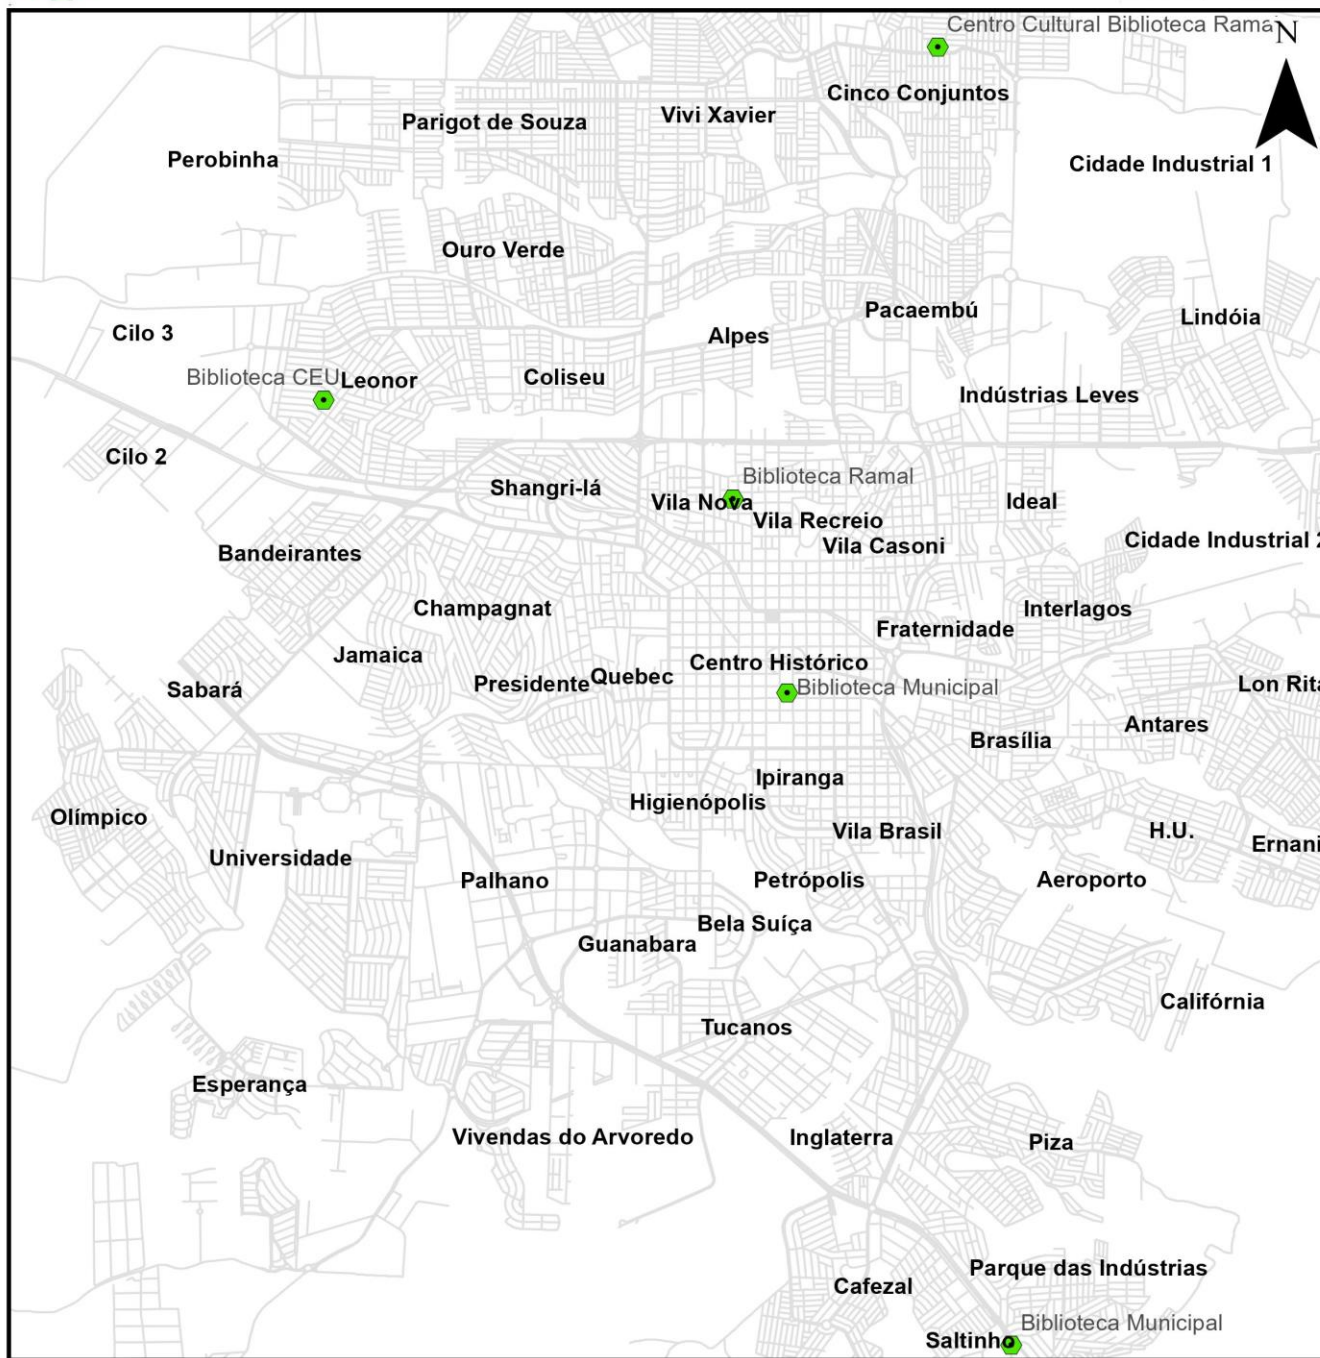 Centro Cultural Biblioteca Rama
N
Cinco Conjuntos
Vivi Xavier
Parigot de Souza
Perobinha
Cidade Industrial 1
Ouro Verde
Pacaembú
Lindóia
Cilo 3
Alpes
Biblioteca CEU
Leonor
Coliseu
Indústrias Leves
Cilo 2
Biblioteca Ramal
Shangri-lá
Vila Nova
Ideal
Vila Recreio
Vila Casoni
Cidade Industrial 2
Bandeirantes
Champagnat
Interlagos
Fraternidade
Jamaica
Centro Histórico
Quebec
Presidente
Sabará
Biblioteca Municipal
Lon Rita
Antares
Brasília
Ipiranga
Higienópolis
Olímpico
Vila Brasil
H.U.
Ernani
Universidade
Palhano
Petrópolis
Aeroporto
Bela Suíça
Guanabara
Califórnia
Tucanos
Esperança
Vivendas do Arvoredo
Inglaterra
Piza
Parque das Indústrias
Cafezal
Biblioteca Municipal
Saltinho